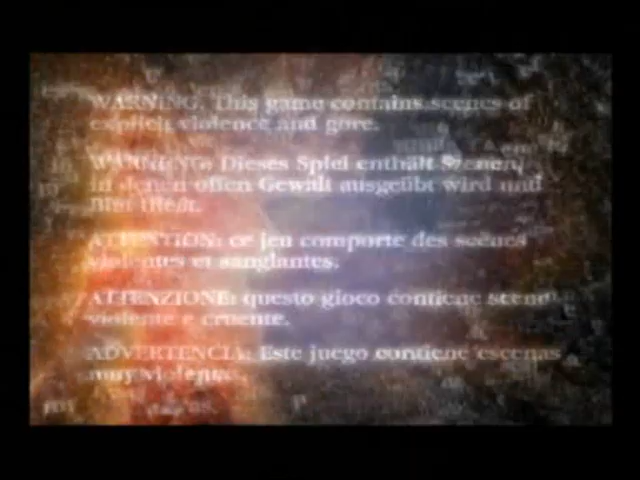 WARNING. This game contains scenes of
explicit violence and gore.
WARNUNG: Dieses Spiel enthält Szenen,
in denen offen Gewalt ausgeübt wird und
Blut fließt.
ATTENTION: ce jeu comporte des scènes
violentes et sanglantes.
ATTENZIONE: questo gioco contiene scene
violente e cruente.
ADVERTENCIA: Este juego contiene escenas
muy violentas.